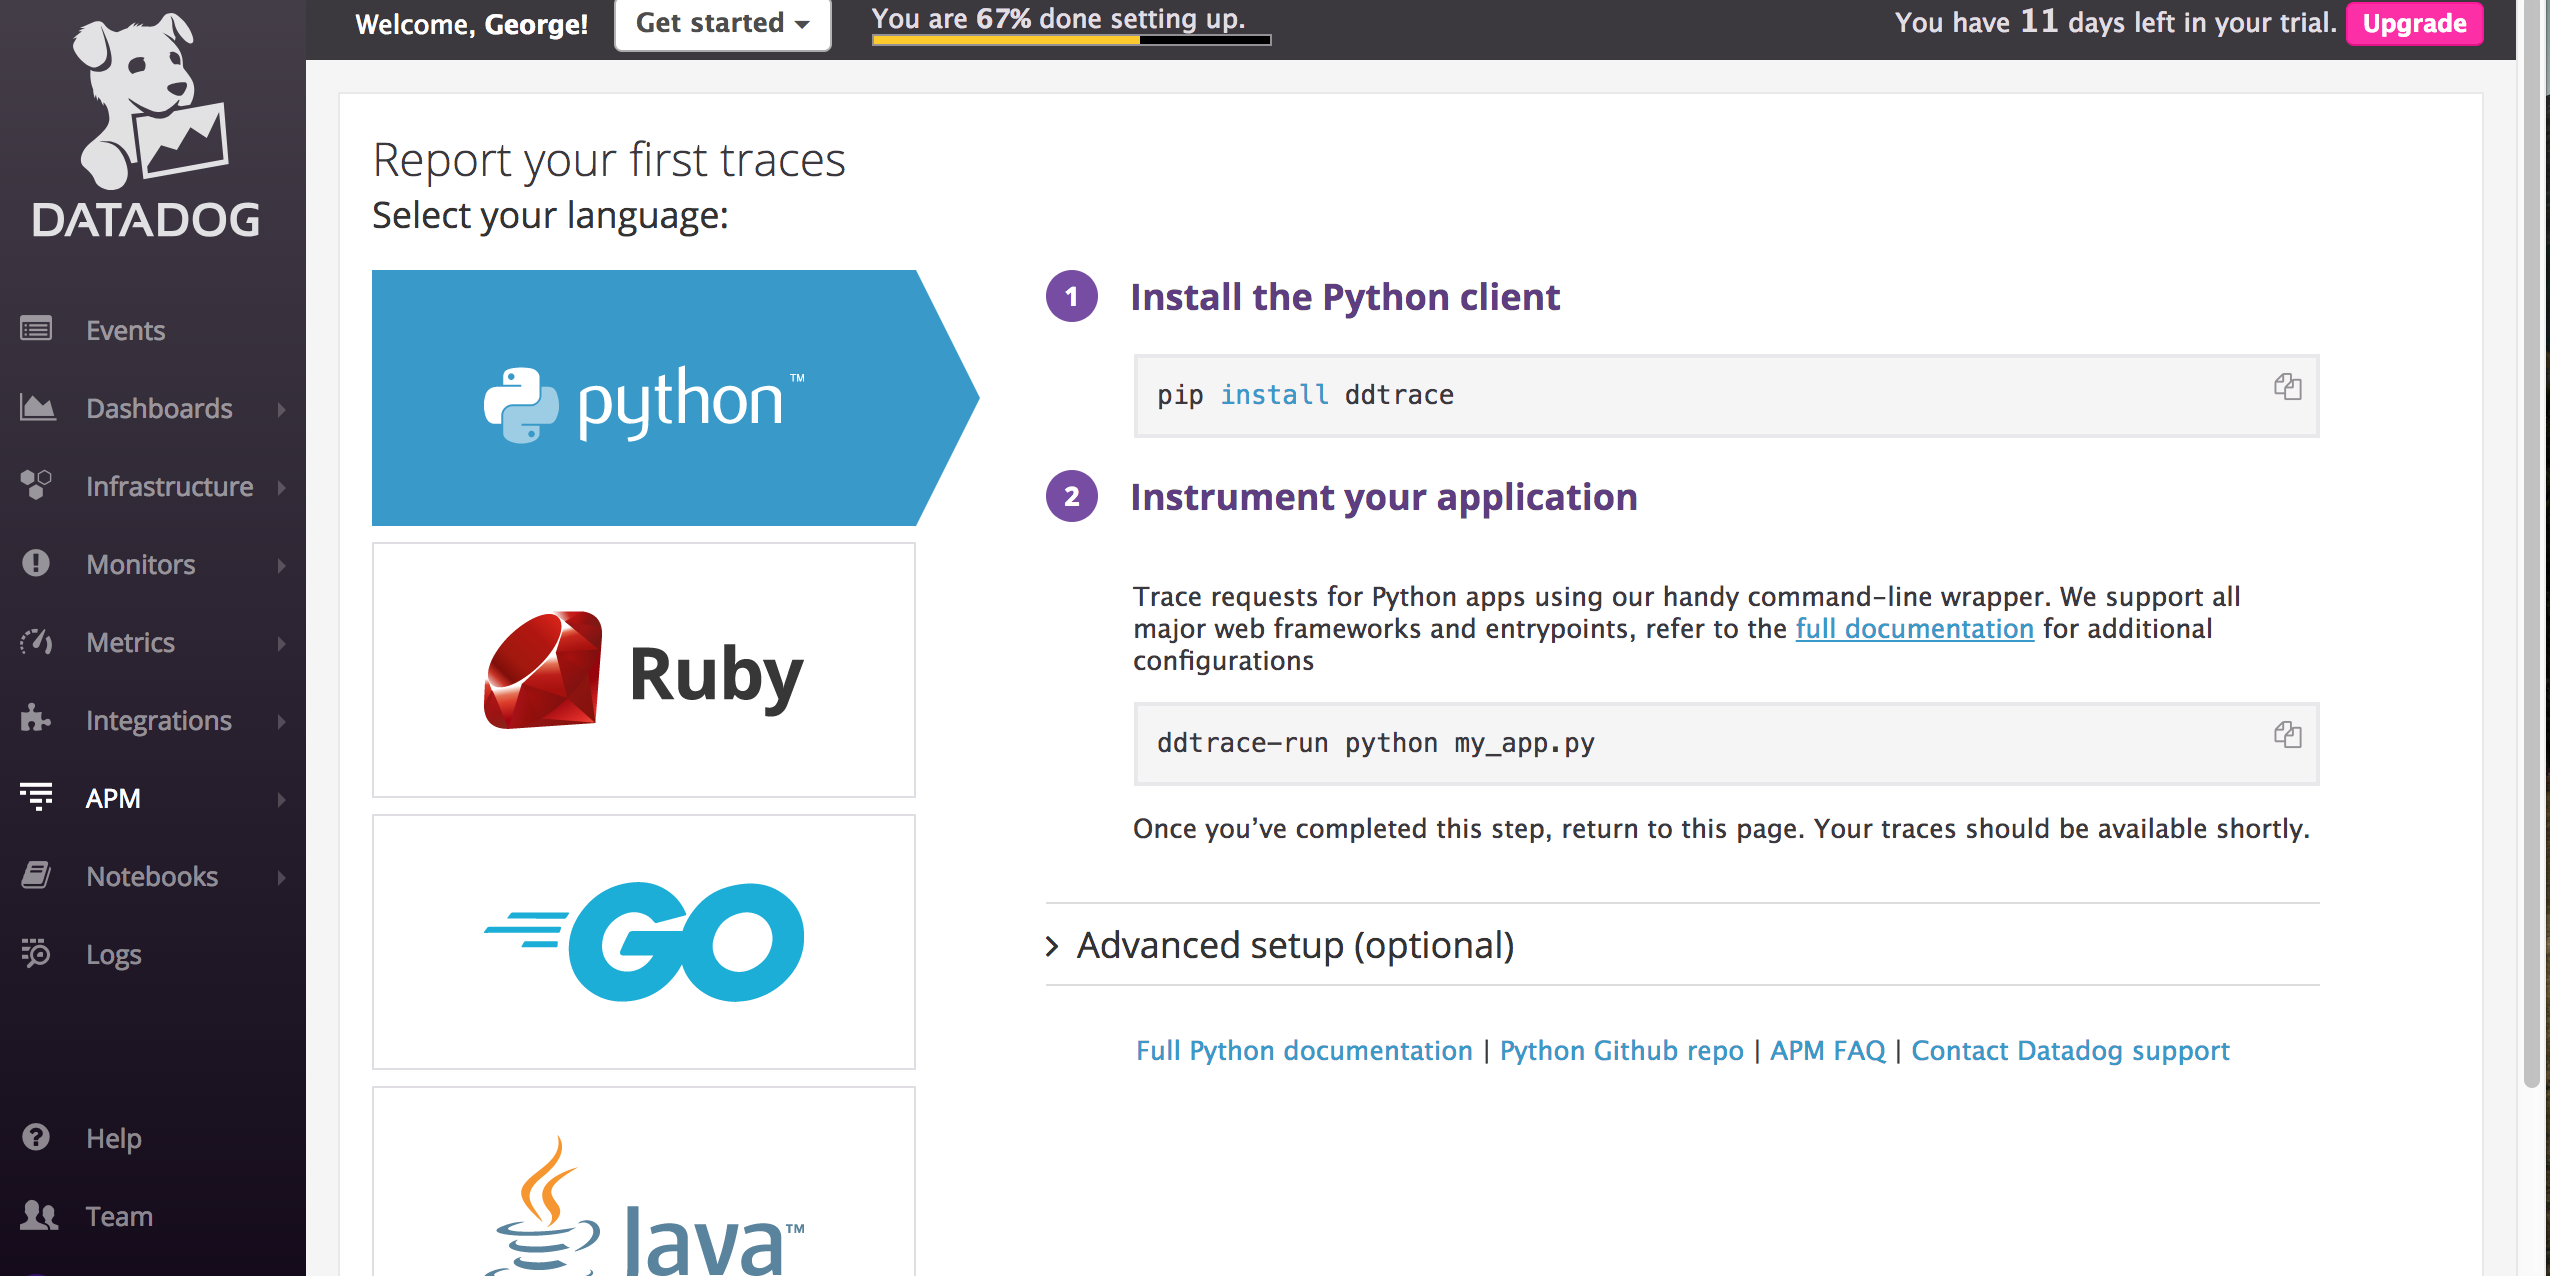 Welcome, George!
Get started
You are 67% done setting up.
You have 11 days left in your trial.
Upgrade
DATADOG
Events
Dashboards
Infrastructure
Monitors
Metrics
Integrations
APM
Notebooks
Logs
Help
Team
Report your first traces
Select your language:
python™
Ruby
GO
Java™
1 Install the Python client
pip install ddtrace
2 Instrument your application
Trace requests for Python apps using our handy command-line wrapper. We support all
major web frameworks and entrypoints, refer to the full documentation for additional
configurations
ddtrace-run python my_app.py
Once you’ve completed this step, return to this page. Your traces should be available shortly.
Advanced setup (optional)
Full Python documentation | Python Github repo | APM FAQ | Contact Datadog support